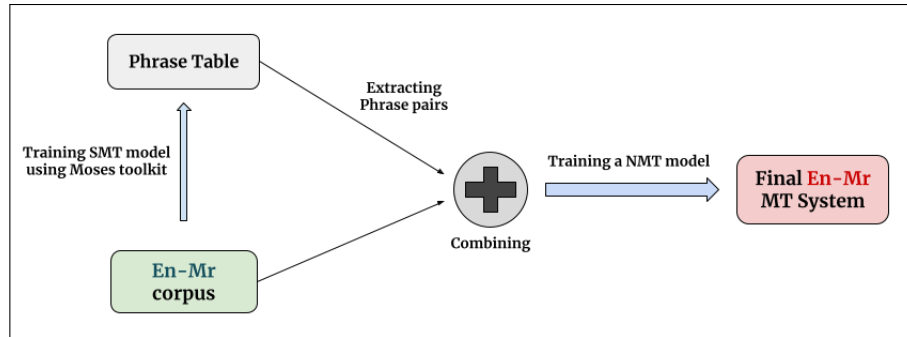 Phrase Table
Extracting
Phrase pairs
Training SMT model
using Moses toolkit
Training a NMT model
Final En-Mr
MT System
Combining
En-Mr
corpus